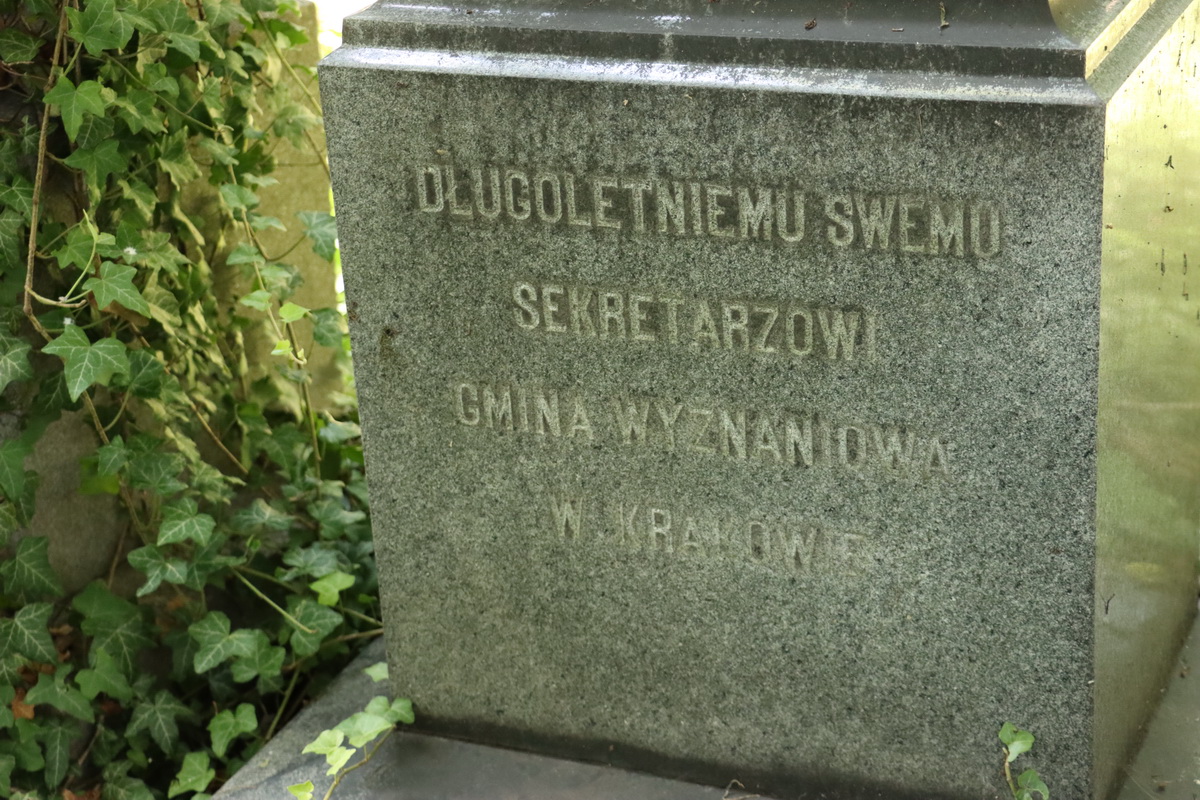 DŁUGOLETNIEMU SWEMU
SEKRETARZOWI
GMINA WYZNANIOWA
W KRAKOWIE